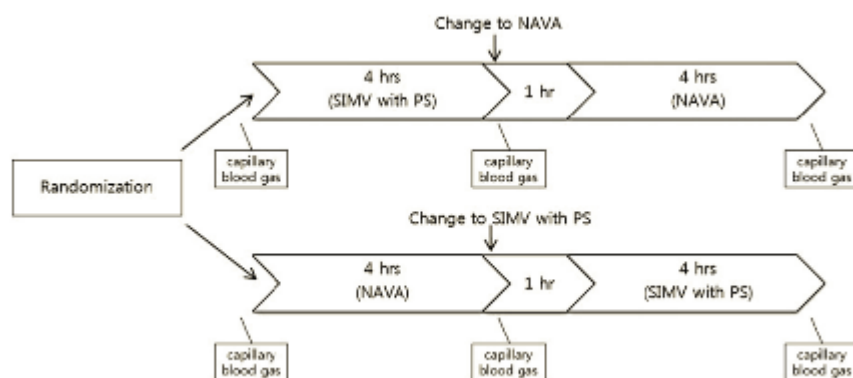 Change to NAVA
4 hrs
(SIMV with PS)
1 hr
4 hrs
(NAVA)
capillary
blood gas
capillary
blood gas
capillary
blood gas
Randomization
Change to SIMV with PS
4 hrs
(NAVA)
1 hr
4 hrs
(SIMV with PS)
capillary
blood gas
capillary
blood gas
capillary
blood gas